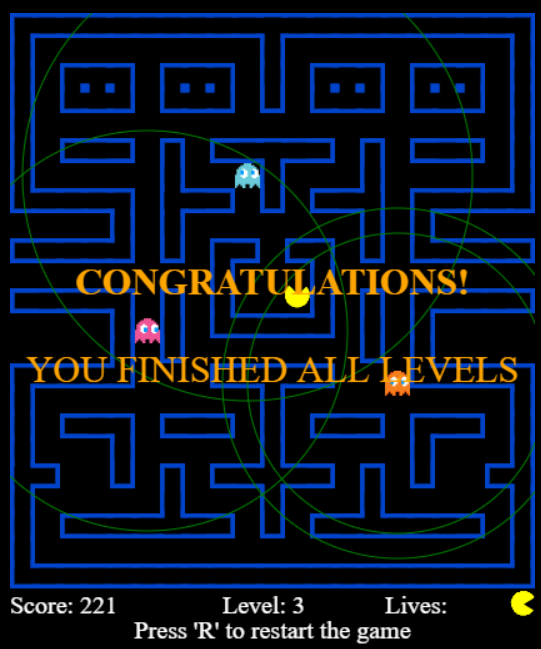 CONGRATULATIONS!
YOU FINISHED ALL LEVELS
Score: 221 Level: 3 Lives:
Press 'R' to restart the game